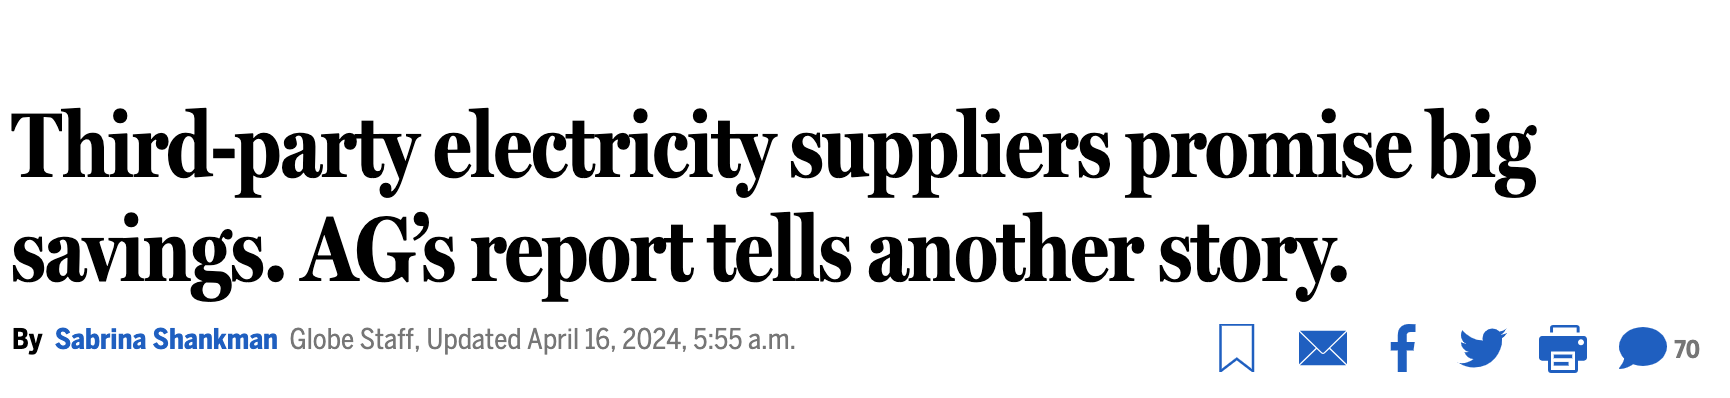 Third-party electricity suppliers promise big
savings. AG’s report tells another story.
By Sabrina Shankman Globe Staff, Updated April 16, 2024, 5:55 a.m.
70